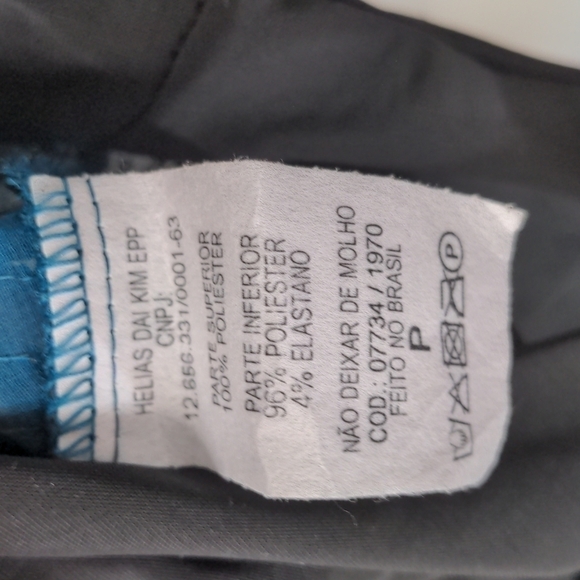 HELIAS DAI KIM EPP
CNPJ:
12.656.331/0001-63
PARTE SUPERIOR
100% POLIESTER
PARTE INFERIOR
96% POLIESTER
4% ELASTANO
NÃO DEIXAR DE MOLHO
COD.: 07734 / 1970
FEITO NO BRASIL
P
P